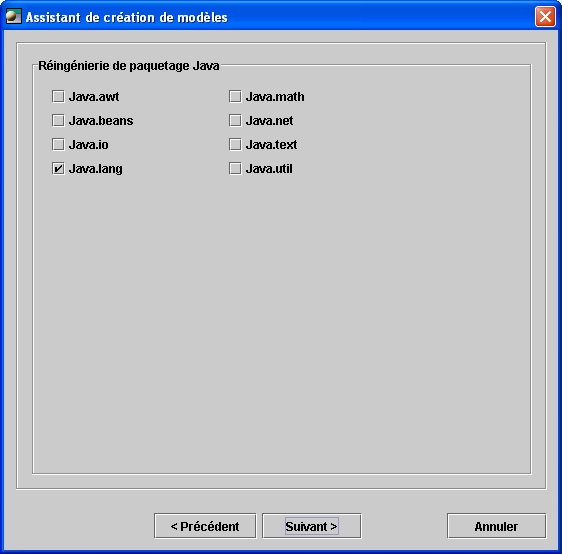 Assistant de création de modèles
Réingénierie de paquetage Java
Java.awt
Java.math
Java.beans
Java.net
Java.io
Java.text
Java.lang
Java.util
< Précédent
Suivant >
Annuler